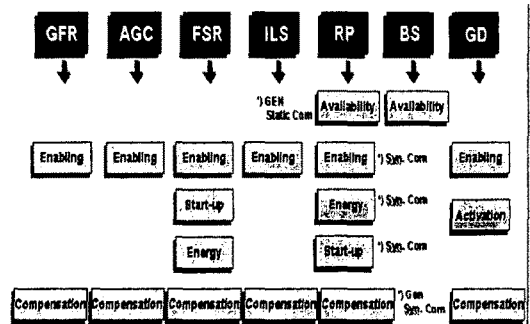 GFR AGC FSR ILS RP BS GD
*) GEN Availability Availability
Static Com
Enabling Enabling Enabling Enabling Enabling *) Syn. Com Enabling
Start-up Energy *) Syn. Com Activation
Energy Start-up *) Syn. Com
Compensation Compensation Compensation Compensation Compensation *) Gen Compensation
Syn. Com